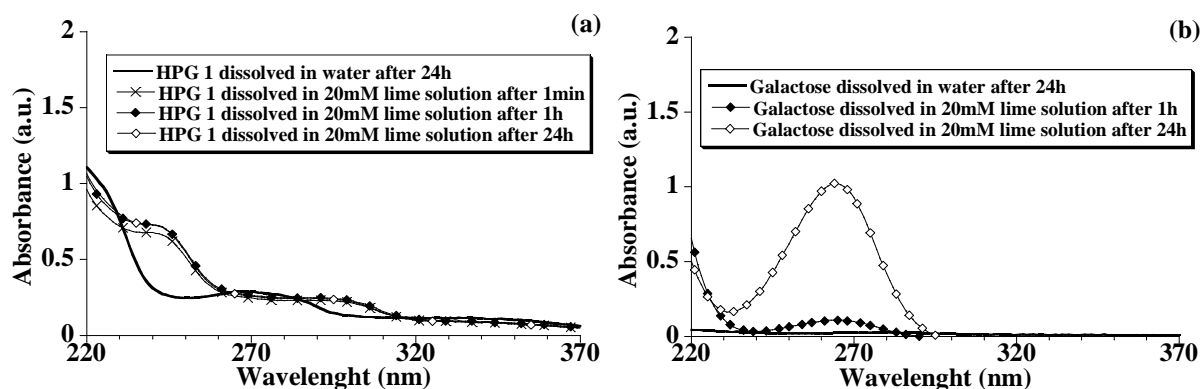 (a)
2
HPG 1 dissolved in water after 24h
HPG 1 dissolved in 20mM lime solution after 1min
HPG 1 dissolved in 20mM lime solution after 1h
HPG 1 dissolved in 20mM lime solution after 24h
1.5
1
0.5
0
Absorbance (a.u.)
220 270 320 370
Wavelenght (nm)
(b)
2
Galactose dissolved in water after 24h
Galactose dissolved in 20mM lime solution after 1h
Galactose dissolved in 20mM lime solution after 24h
1.5
1
0.5
0
Absorbance (a.u.)
220 270 320 370
Wavelenght (nm)